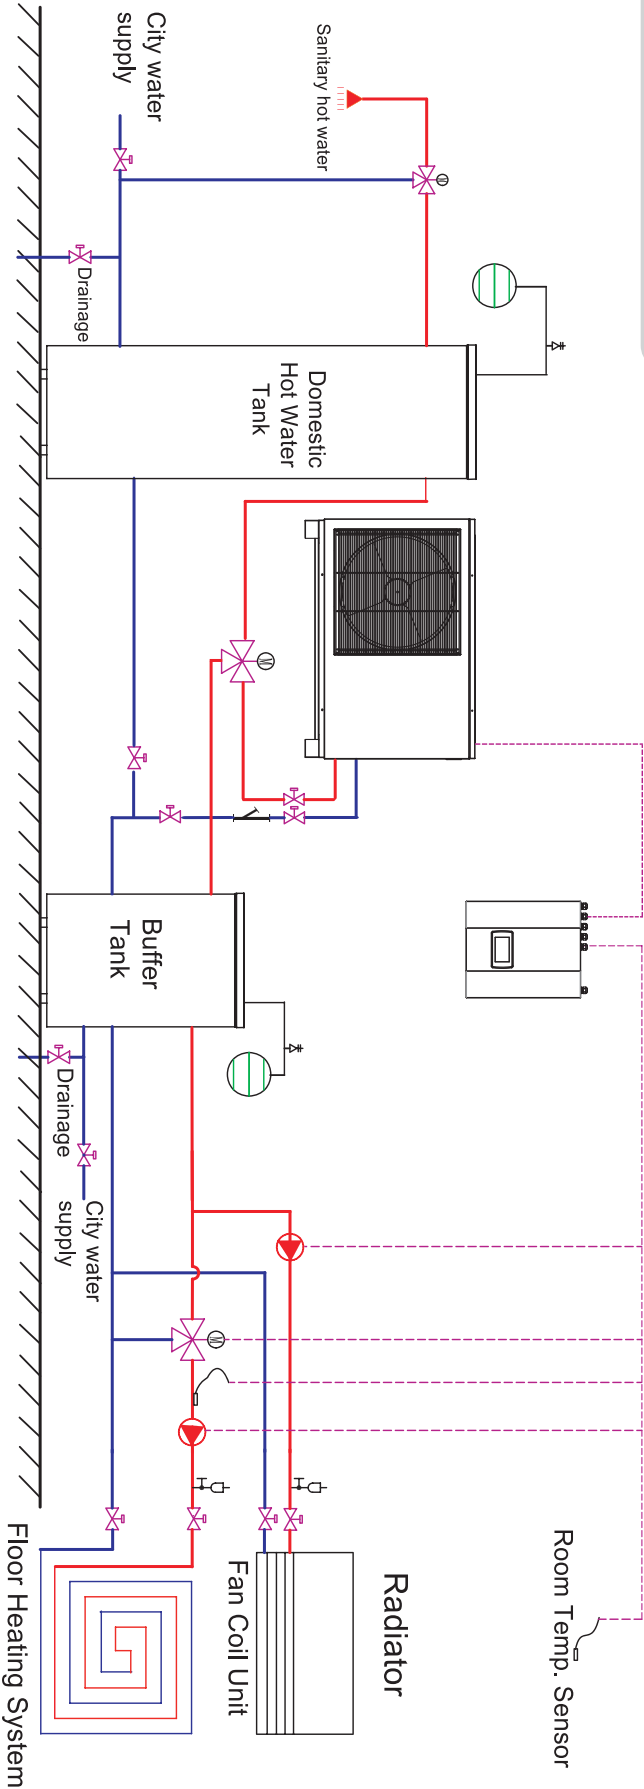 City water
supply
Sanitary hot water
Drainage
Domestic
Hot Water
Tank
M
M
Buffer
Tank
Drainage
City water
supply
M
Radiator
Fan Coil Unit
Floor Heating System
Room Temp. Sensor